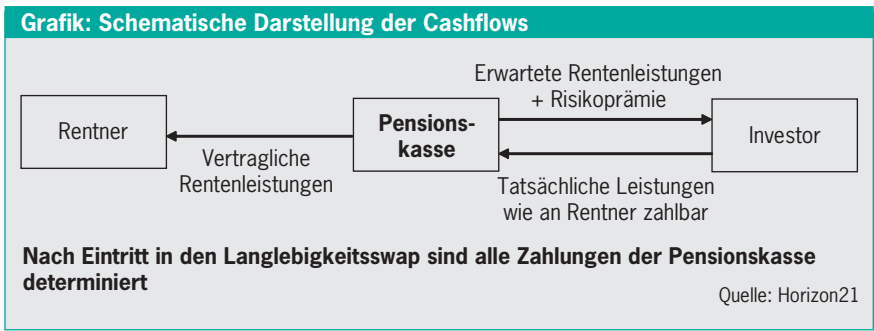 Grafik: Schematische Darstellung der Cashflows
Erwartete Rentenleistungen
+ Risikoprämie
Rentner
Pensions-
kasse
Investor
Vertragliche
Rentenleistungen
Tatsächliche Leistungen
wie an Rentner zahlbar
Nach Eintritt in den Langlebigkeitsswap sind alle Zahlungen der Pensionskasse
determiniert
Quelle: Horizon21